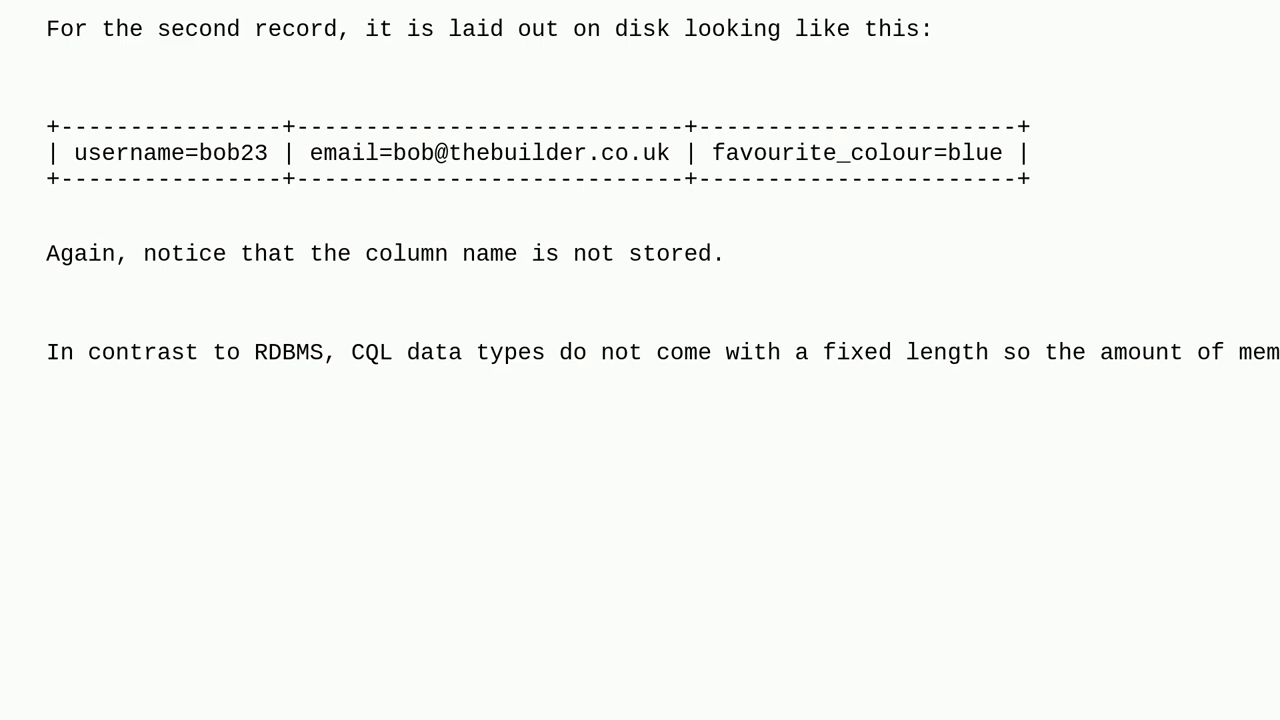 For the second record, it is laid out on disk looking like this:
+----------------+----------------------------+-----------------------+
| username=bob23 | email=bob@thebuilder.co.uk | favourite_colour=blue |
+----------------+----------------------------+-----------------------+
Again, notice that the column name is not stored.
In contrast to RDBMS, CQL data types do not come with a fixed length so the amount of mem